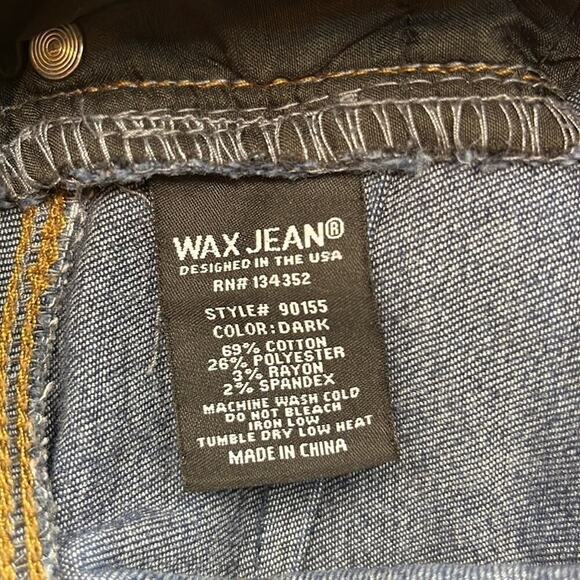 WAX JEAN®
DESIGNED IN THE USA
RN# 134352
STYLE# 90155
COLOR: DARK
69% COTTON
26% POLYESTER
3% RAYON
2% SPANDEX
MACHINE WASH COLD
DO NOT BLEACH
IRON LOW
TUMBLE DRY LOW HEAT
MADE IN CHINA